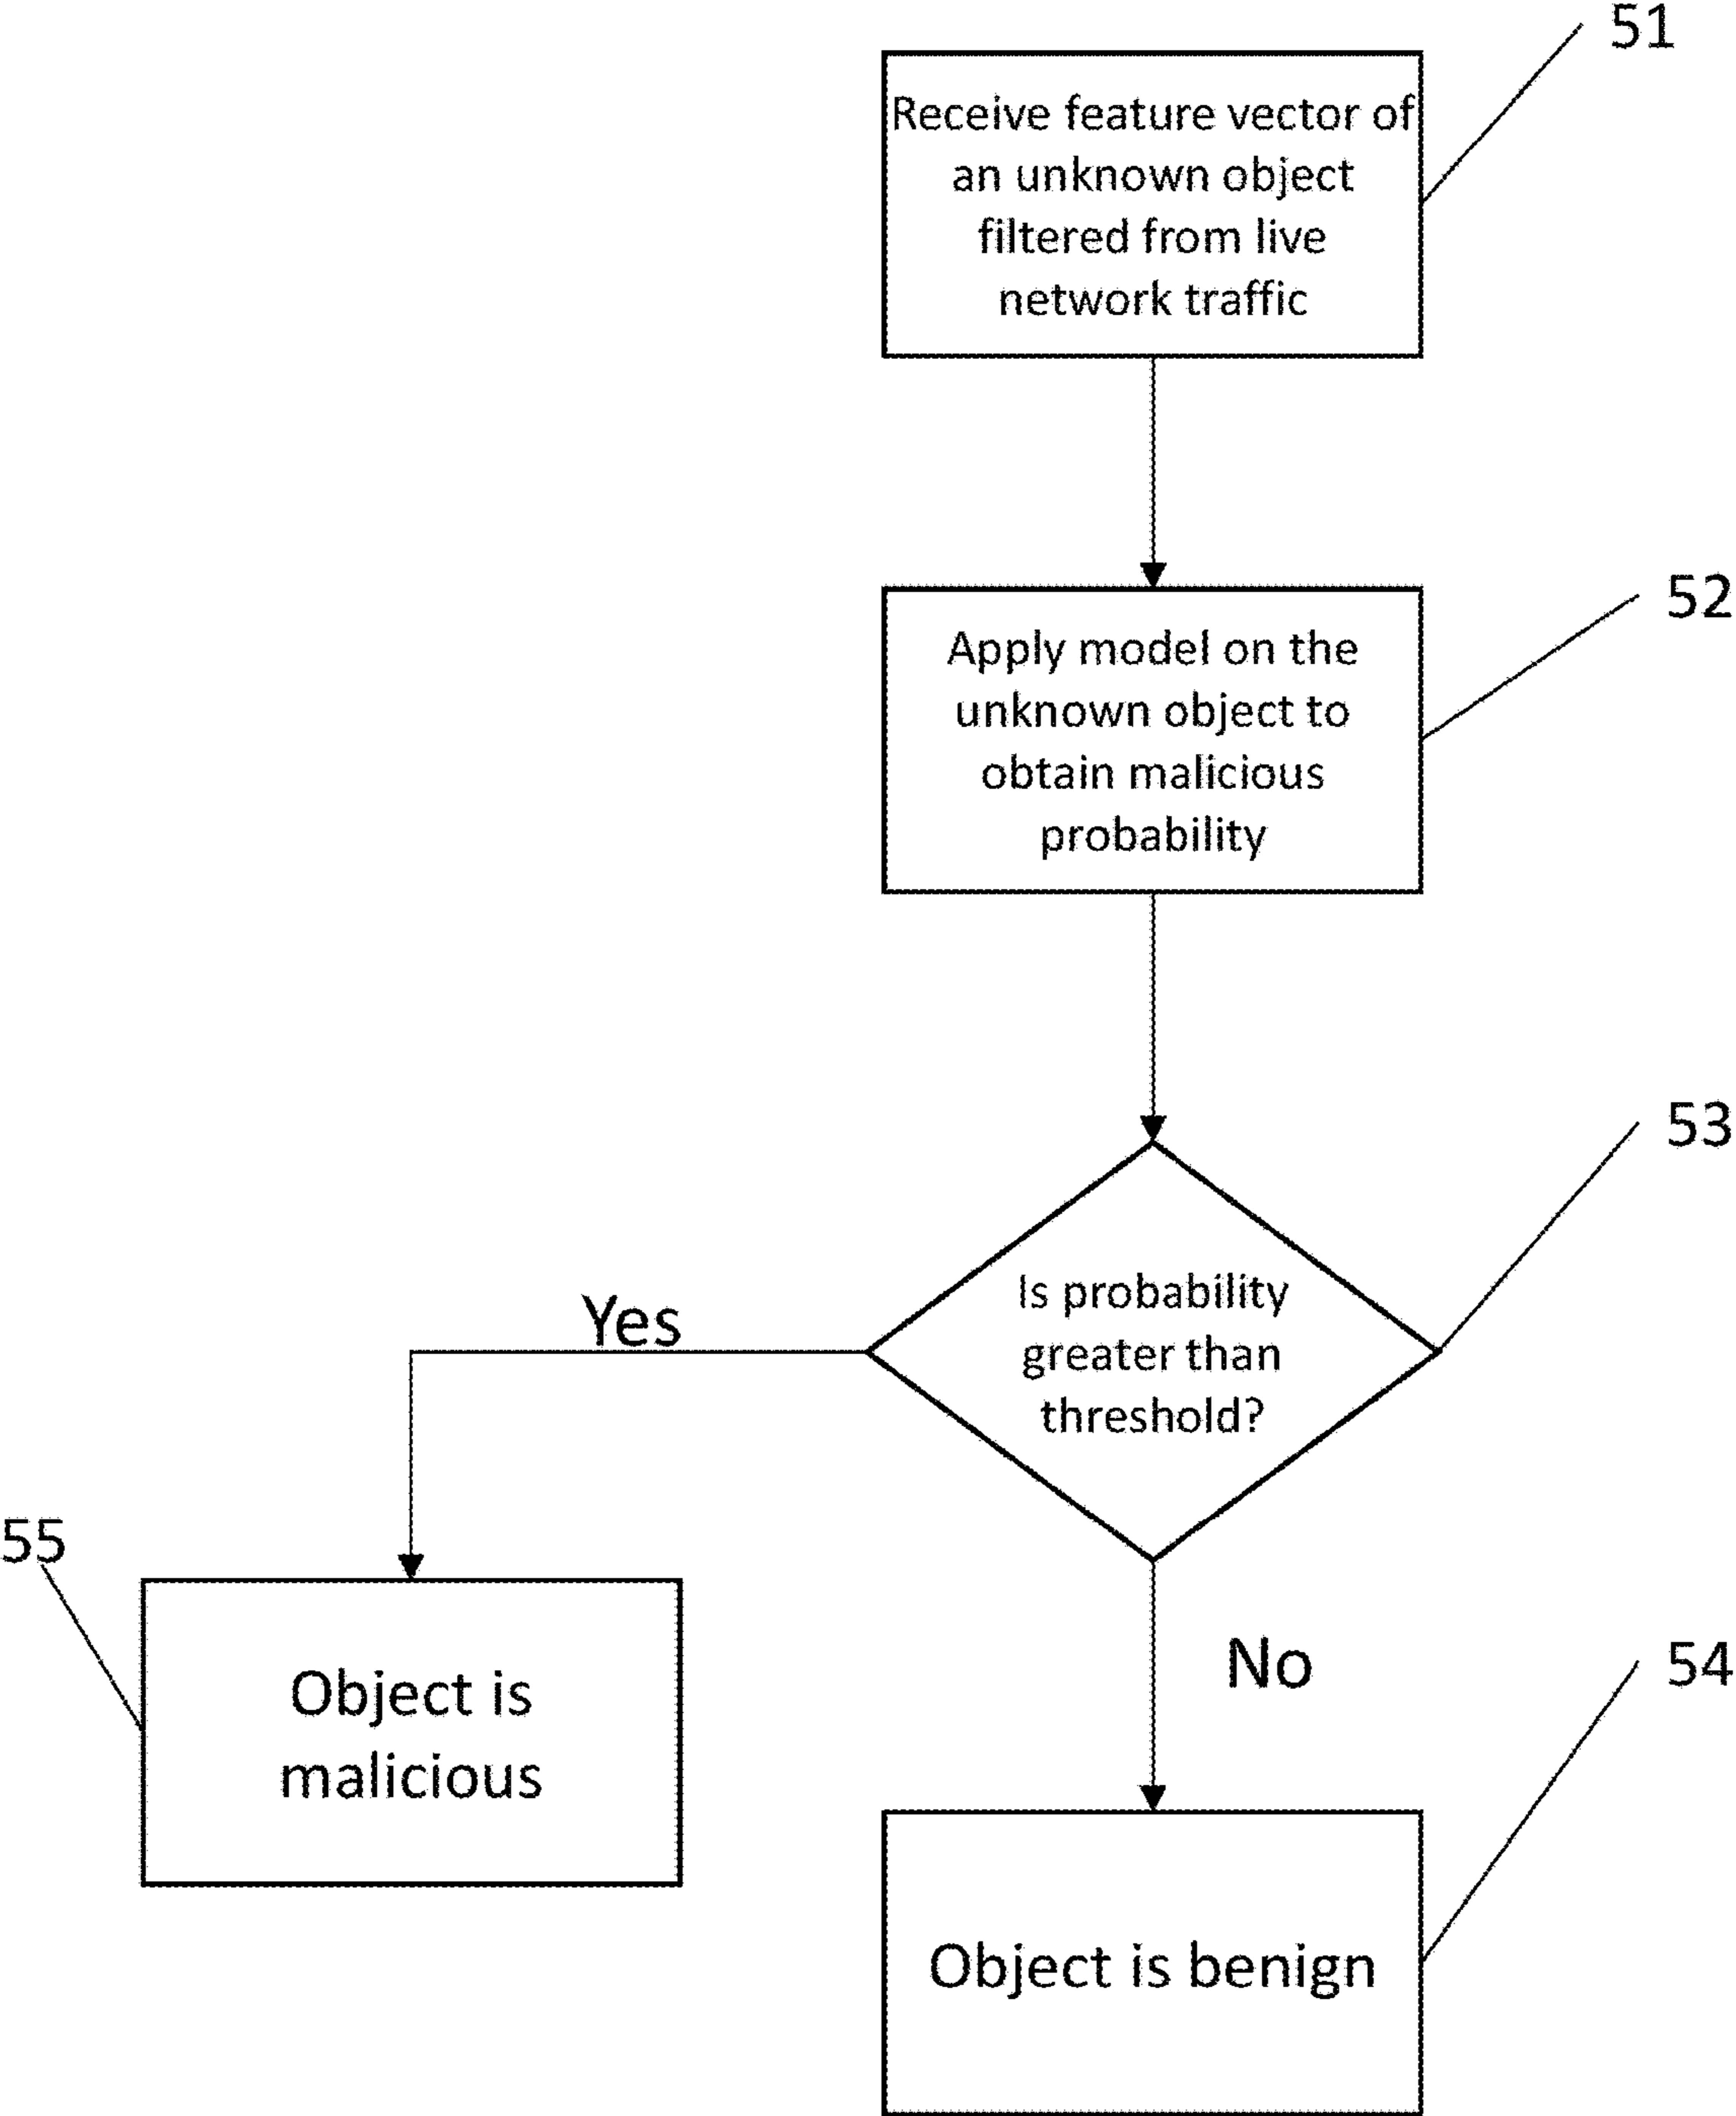 51
Receive feature vector of
an unknown object
filtered from live
network traffic
52
Apply model on the
unknown object to
obtain malicious
probability
53
Is probability
greater than
threshold?
Yes
No
55
Object is
malicious
54
Object is benign